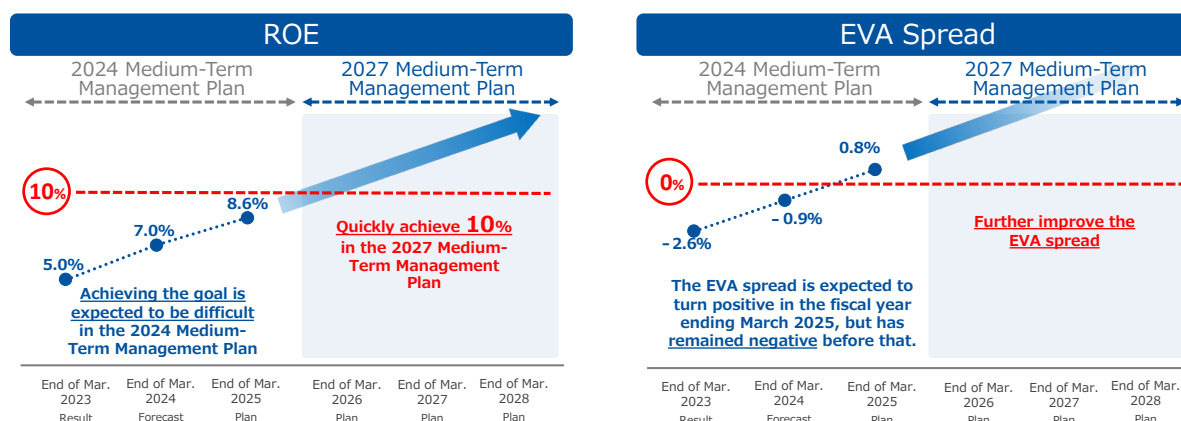 ROE
2024 Medium-Term
Management Plan
2027 Medium-Term
Management Plan
10%
5.0%
7.0%
8.6%
Quickly achieve 10%
in the 2027 Medium-
Term Management
Plan
Achieving the goal is
expected to be difficult
in the 2024 Medium-
Term Management Plan
End of Mar.
2023
Result
End of Mar.
2024
Forecast
End of Mar.
2025
Plan
End of Mar.
2026
Plan
End of Mar.
2027
Plan
End of Mar.
2028
Plan
EVA Spread
2024 Medium-Term
Management Plan
2027 Medium-Term
Management Plan
0%
－2.6%
－0.9%
0.8%
Further improve the
EVA spread
The EVA spread is expected to
turn positive in the fiscal year
ending March 2025, but has
remained negative before that.
End of Mar.
2023
Result
End of Mar.
2024
Forecast
End of Mar.
2025
Plan
End of Mar.
2026
Plan
End of Mar.
2027
Plan
End of Mar.
2028
Plan